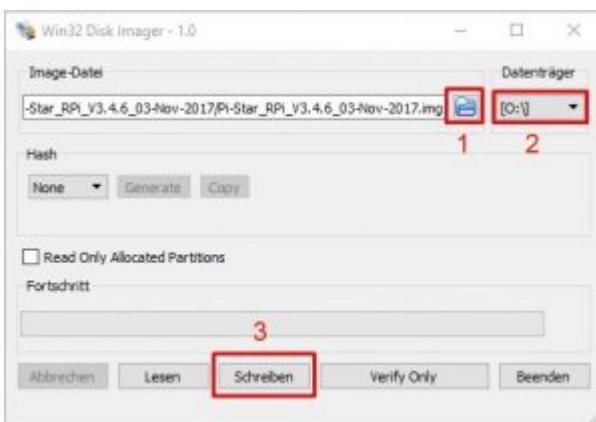 Win32 Disk Imager - 1.0
Image-Datei Datenträger
-Star_RPi_V3.4.6_03-Nov-2017/Pi-Star_RPi_V3.4.6_03-Nov-2017.img [O:\]
1 2
Hash
None Generate Copy
Read Only Allocated Partitions
Fortschritt
3
Abbrechen Lesen Schreiben Verify Only Beenden